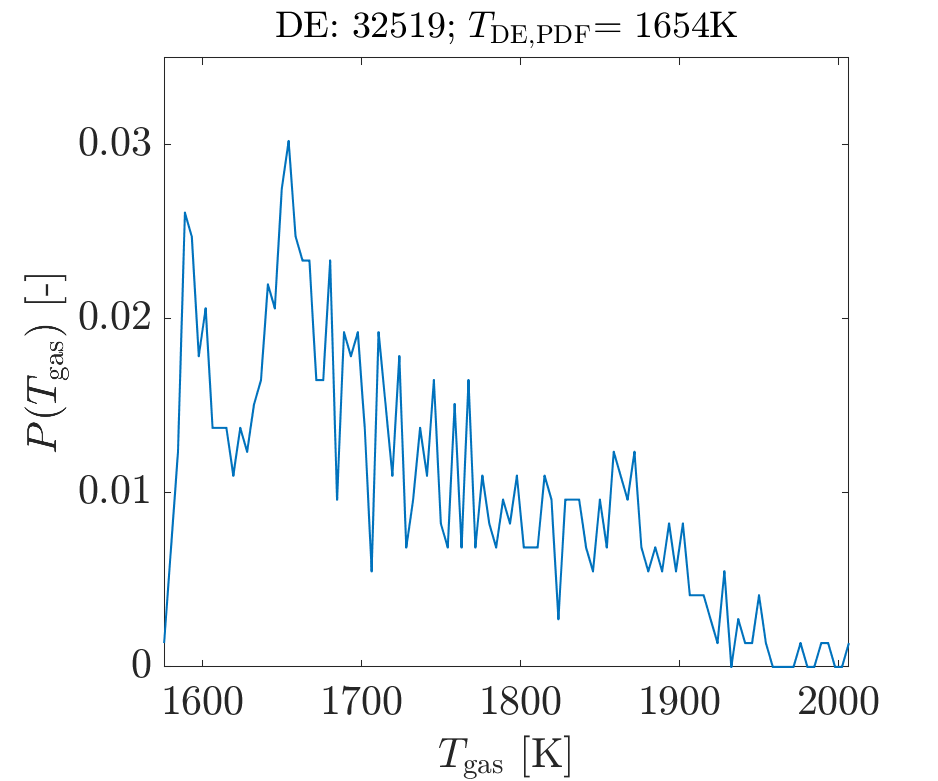 DE: 32519; T_DE,PDF= 1654K
0.03
0.02
0.01
0
P(T_gas) [-]
1600 1700 1800 1900 2000
T_gas [K]